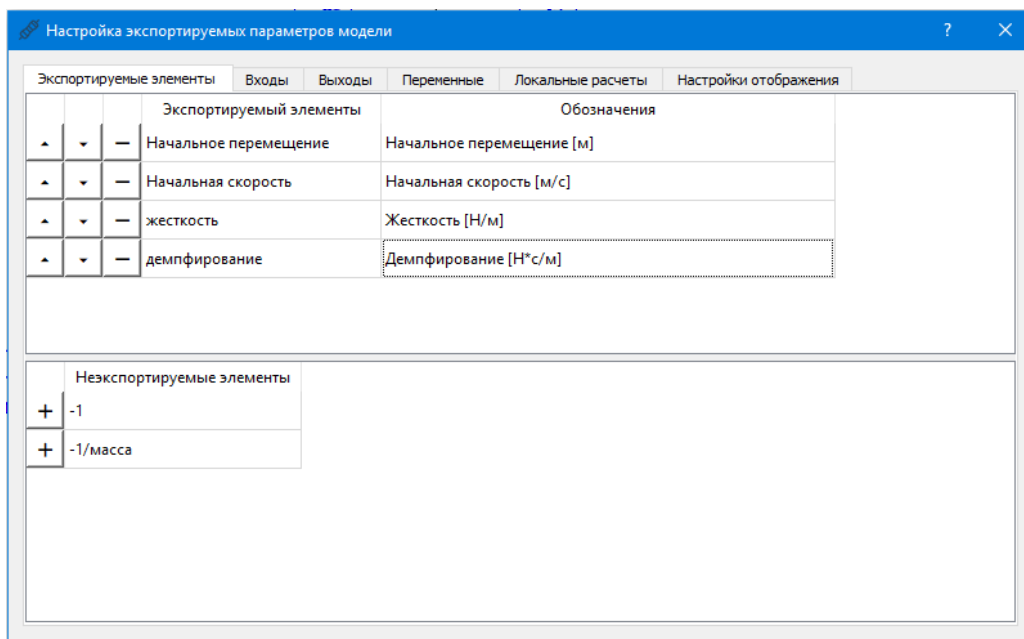 Настройка экспортируемых параметров модели
Экспортируемые элементы Входы Выходы Переменные Локальные расчеты Настройки отображения
Экспортируемый элементы Обозначения
Начальное перемещение Начальное перемещение [м]
Начальная скорость Начальная скорость [м/с]
жесткость Жесткость [Н/м]
демпфирование Демпфирование [Н*с/м]
Неэкспортируемые элементы
-1
-1/масса